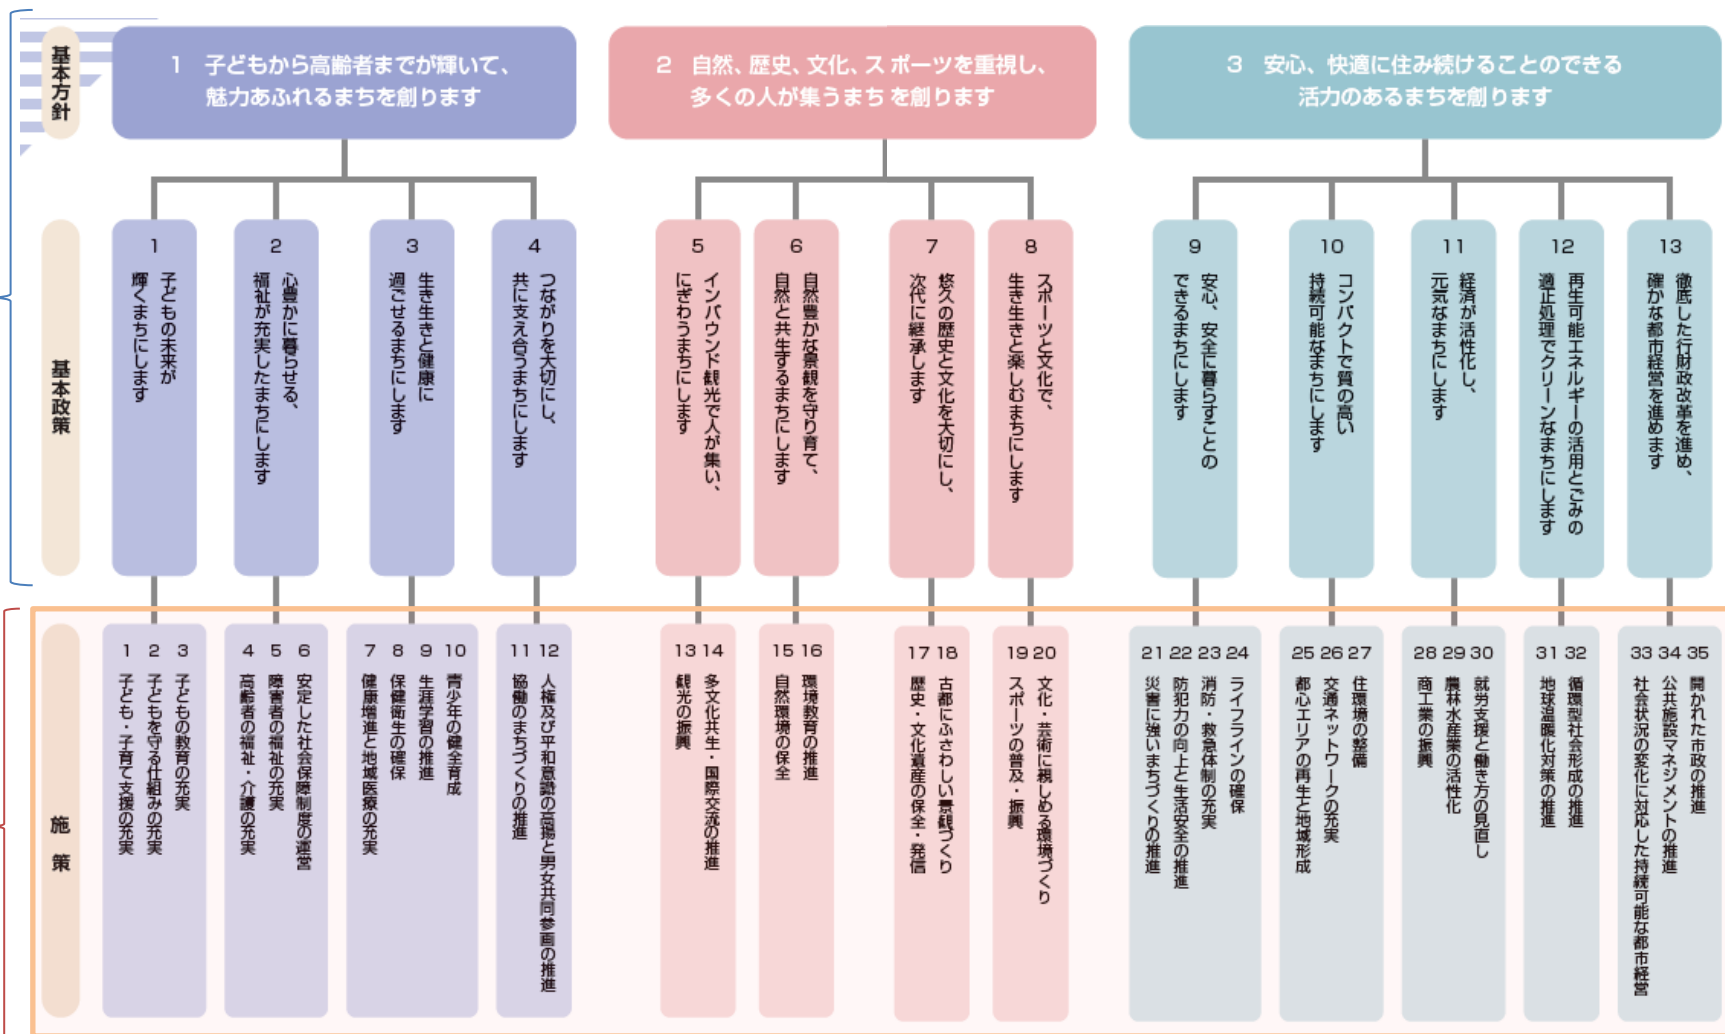 基本方針
1 子どもから高齢者までが輝いて、
魅力あふれるまちを創ります
2 自然、歴史、文化、スポーツを重視し、
多くの人が集うまちを創ります
3 安心、快適に住み続けることのできる
活力のあるまちを創ります
基本政策
1
子どもの未来が
輝くまちにします
2
心豊かに暮らせる、
福祉が充実したまちにします
3
生き生きと健康に
過ごせるまちにします
4
つながりを大切にし、
共に支え合うまちにします
5
インバウンド観光で人が集い、
にぎわうまちにします
6
自然豊かな景観を守り育て、
自然と共生するまちにします
7
悠久の歴史と文化を大切にし、
次代に継承します
8
スポーツと文化で、
生き生きと楽しむまちにします
9
安心、安全に暮らすことの
できるまちにします
10
コンパクトで質の高い
持続可能なまちにします
11
経済が活性化し、
元気なまちにします
12
再生可能エネルギーの活用とごみの
適正処理でクリーンなまちにします
13
徹底した行財政改革を進め、
確かな都市経営を進めます
施策
1 子ども・子育て支援の充実
2 子どもを守る仕組みの充実
3 子どもの教育の充実
4 高齢者の福祉・介護の充実
5 障害者の福祉の充実
6 安定した社会保障制度の運営
7 健康増進と地域医療の充実
8 保健衛生の確保
9 生涯学習の推進
10 青少年の健全育成
11 協働のまちづくりの推進
12 人権及び平和意識の高揚と男女共同参画の推進
13 観光の振興
14 多文化共生・国際交流の推進
15 自然環境の保全
16 環境教育の推進
17 歴史・文化遺産の保全・発信
18 古都にふさわしい景観づくり
19 スポーツの普及・振興
20 文化・芸術に親しめる環境づくり
21 災害に強いまちづくりの推進
22 防犯力の向上と生活安全の推進
23 消防・救急体制の充実
24 ライフラインの確保
25 都心エリアの再生と地域形成
26 交通ネットワークの充実
27 住環境の整備
28 商工業の振興
29 農林水産業の活性化
30 就労支援と働き方の見直し
31 地球温暖化対策の推進
32 循環型社会形成の推進
33 社会状況の変化に対応した持続可能な都市経営
34 公共施設マネジメントの推進
35 開かれた市政の推進